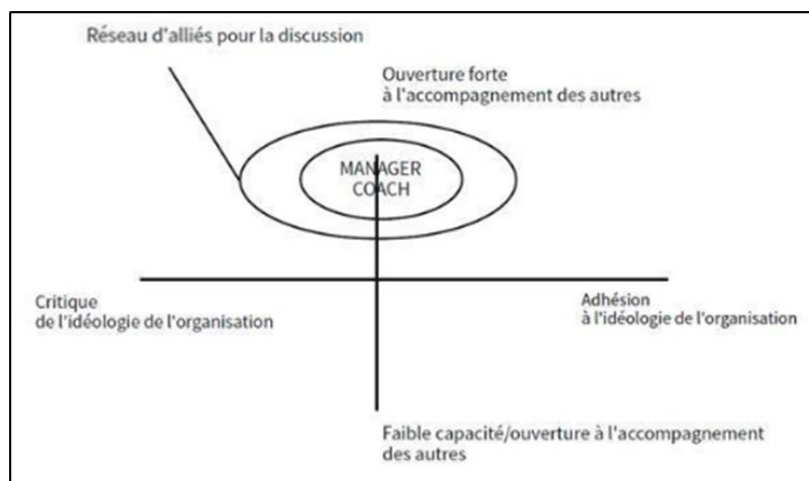 Réseau d'alliés pour la discussion
Ouverture forte
à l'accompagnement des autres
MANAGER
COACH
Critique
de l'idéologie de l'organisation
Adhésion
à l'idéologie de l'organisation
Faible capacité/ouverture à l'accompagnement
des autres